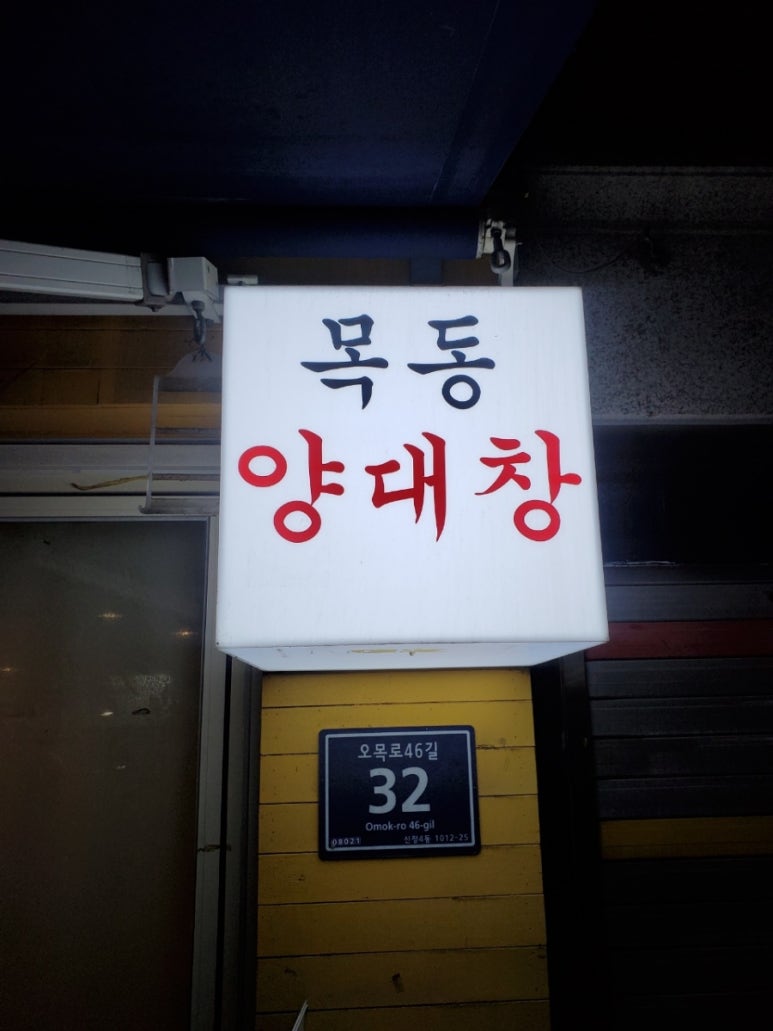 목동
양대창
오목로46길
32
Omok-ro 46-gil
08021 신정4동 1012-25